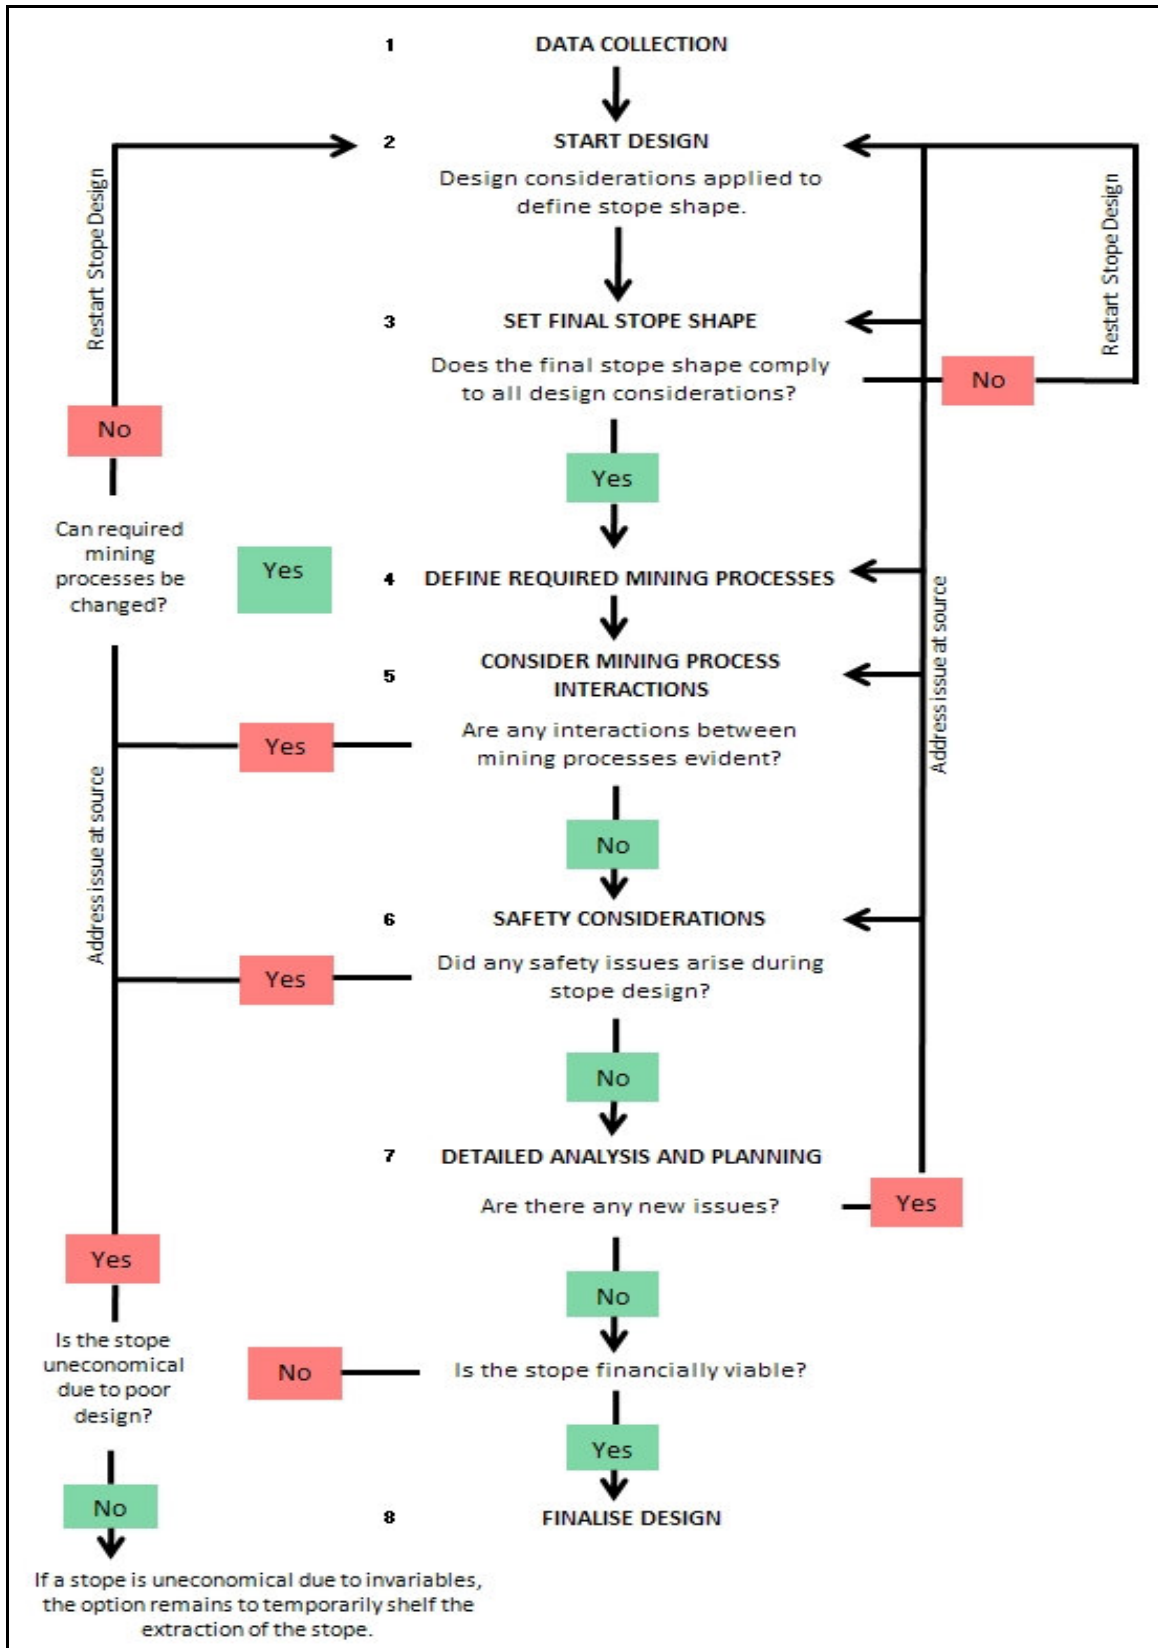 1 DATA COLLECTION
2 START DESIGN
Design considerations applied to
define stope shape.
Restart Stope Design
Restart Stope Design
3 SET FINAL STOPE SHAPE
Does the final stope shape comply
to all design considerations?
No
No
Yes
Can required
mining
processes be
changed?
Yes
4 DEFINE REQUIRED MINING PROCESSES
5 CONSIDER MINING PROCESS
INTERACTIONS
Are any interactions between
mining processes evident?
Yes
Address issue at source
Address issue at source
No
6 SAFETY CONSIDERATIONS
Did any safety issues arise during
stope design?
Yes
No
7 DETAILED ANALYSIS AND PLANNING
Are there any new issues?
Yes
Yes
No
Is the stope
uneconomical
due to poor
design?
No
Is the stope financially viable?
Yes
No
8 FINALISE DESIGN
If a stope is uneconomical due to invariables,
the option remains to temporarily shelf the
extraction of the stope.